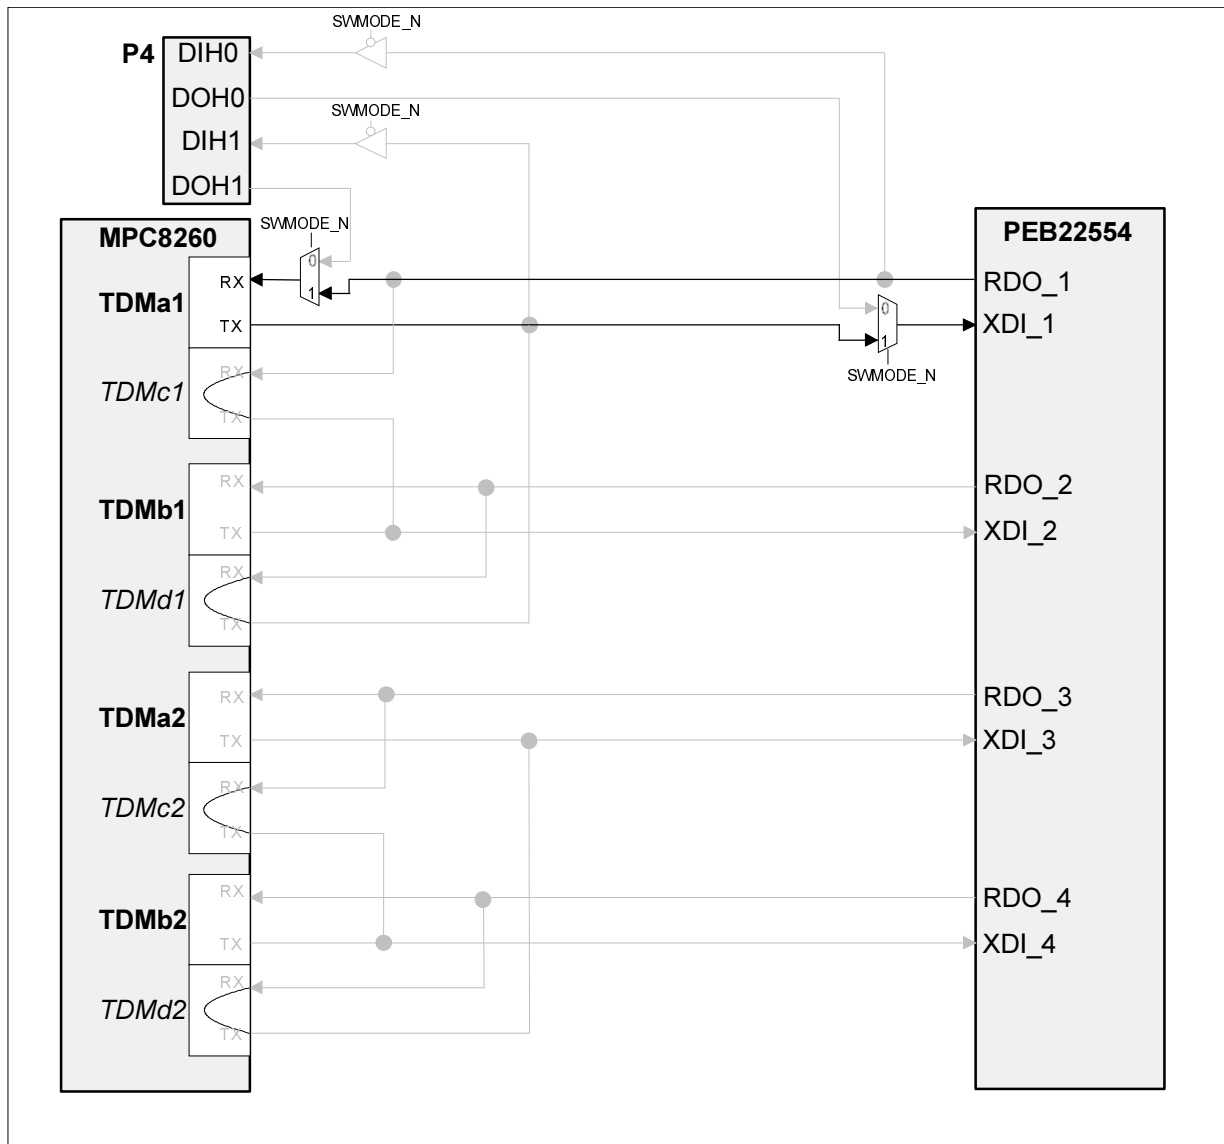 SWMODE_N
P4 DIH0
DOH0
SWMODE_N
DIH1
DOH1
SWMODE_N
MPC8260
PEB22554
0
RX
RDO_1
1
TDMa1
0
TX
XDI_1
1
SWMODE_N
RX
TDMc1
TX
RX
RDO_2
TDMb1
TX
XDI_2
RX
TDMd1
TX
RX
RDO_3
TDMa2
TX
XDI_3
RX
TDMc2
TX
RX
RDO_4
TDMb2
TX
XDI_4
RX
TDMd2
TX